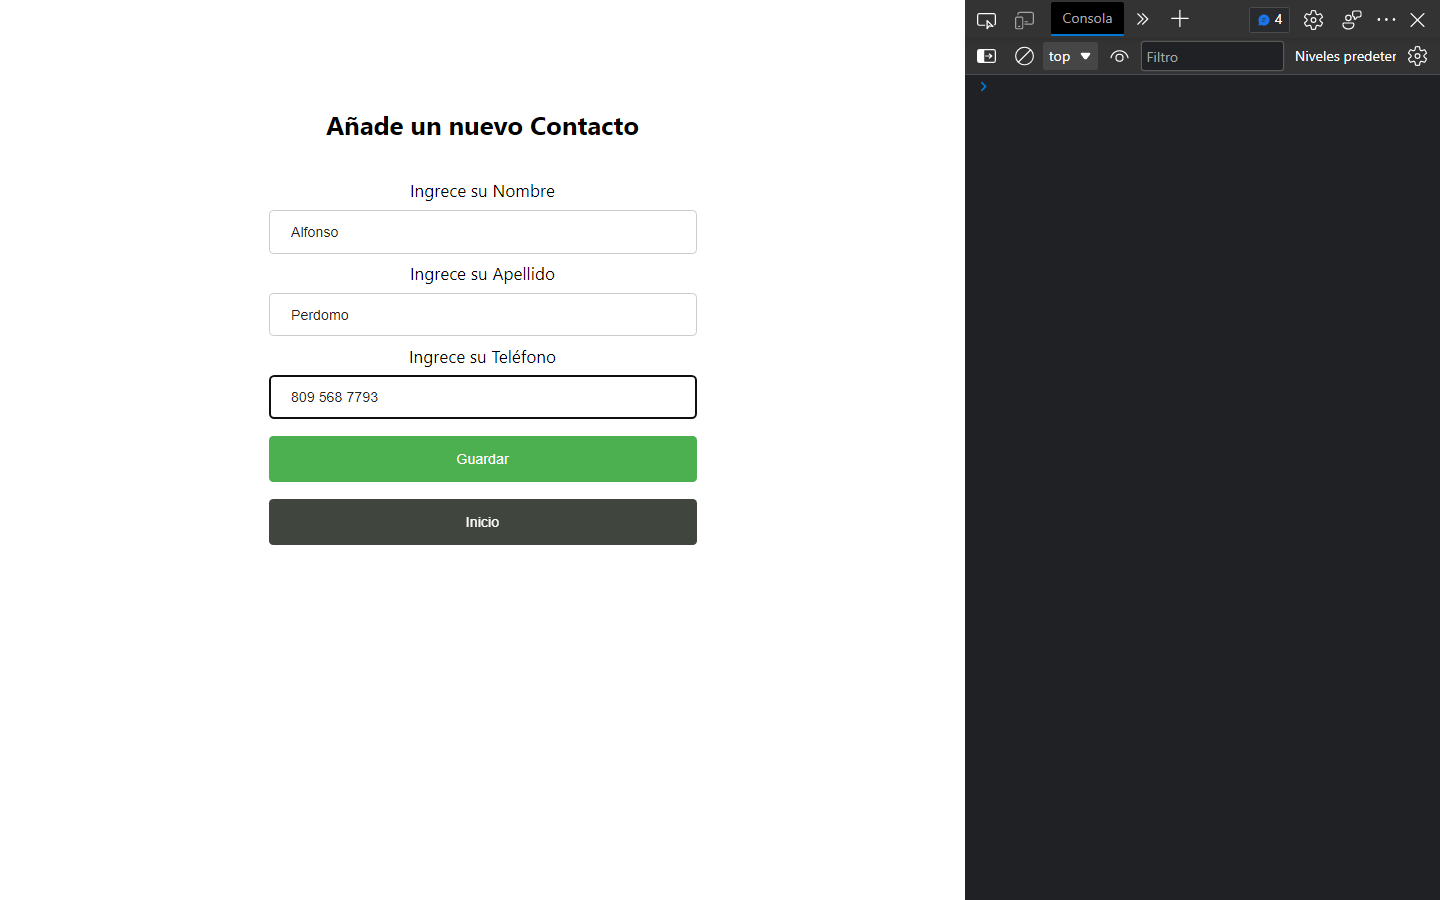 Añade un nuevo Contacto
Ingrece su Nombre
Alfonso
Ingrece su Apellido
Perdomo
Ingrece su Teléfono
809 568 7793
Guardar
Inicio
Consola
4
top
Filtro
Niveles predeter